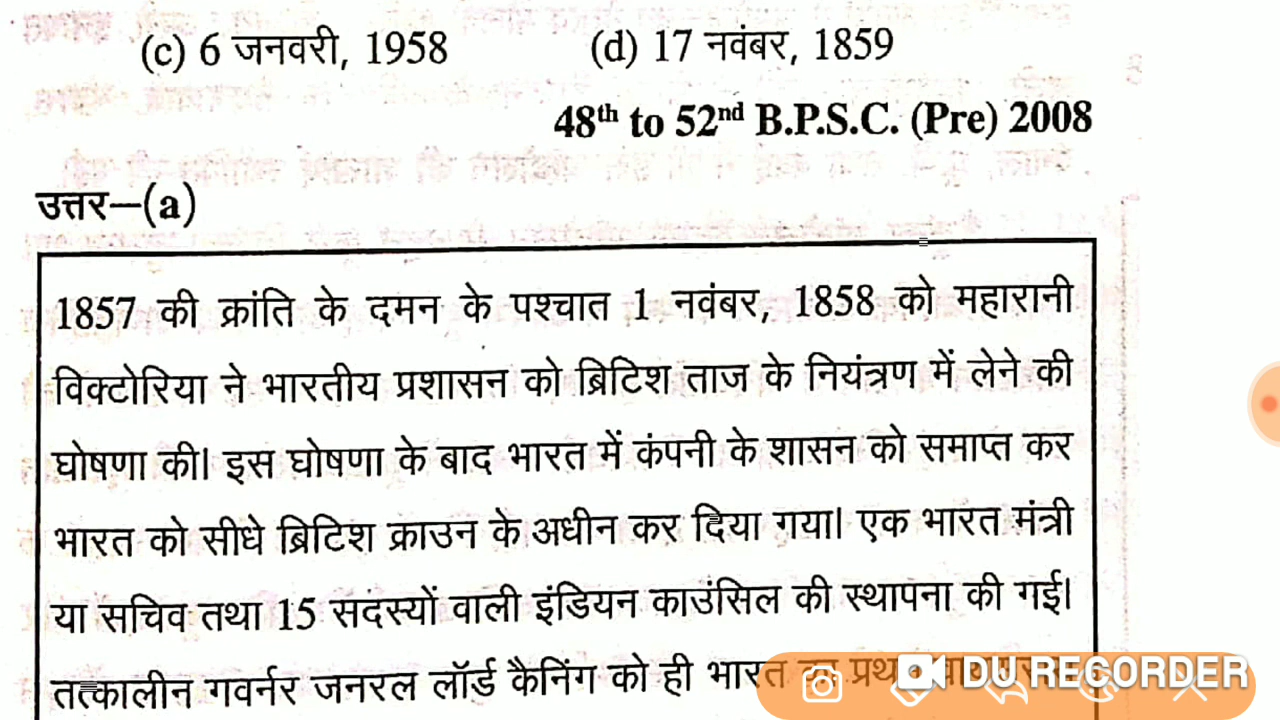 (c) 6 जनवरी, 1958 (d) 17 नवंबर, 1859
48th to 52nd B.P.S.C. (Pre) 2008
उत्तर—(a)
1857 की क्रांति के दमन के पश्चात 1 नवंबर, 1858 को महारानी
विक्टोरिया ने भारतीय प्रशासन को ब्रिटिश ताज के नियंत्रण में लेने की
घोषणा की। इस घोषणा के बाद भारत में कंपनी के शासन को समाप्त कर
भारत को सीधे ब्रिटिश क्राउन के अधीन कर दिया गया। एक भारत मंत्री
या सचिव तथा 15 सदस्यों वाली इंडियन काउंसिल की स्थापना की गई।
तत्कालीन गवर्नर जनरल लॉर्ड कैनिंग को ही भारत का प्रथम
DU RECORDER